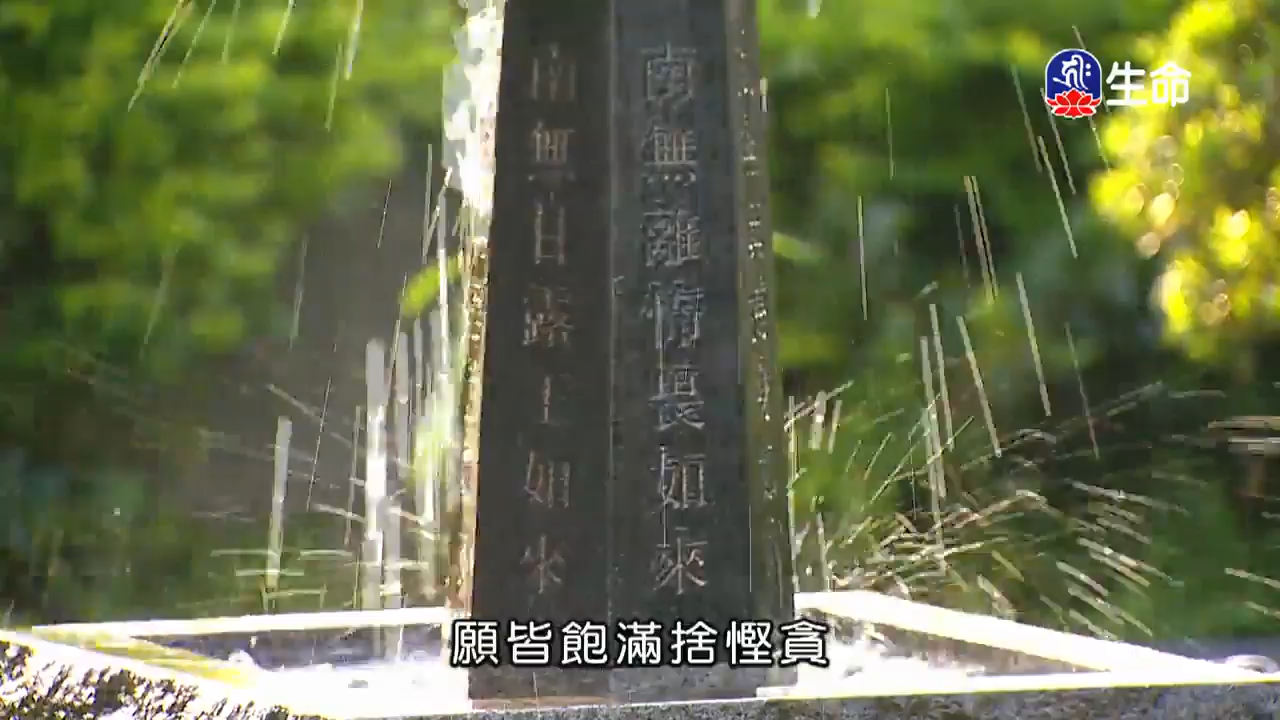 生命
南無離怖畏如來
南無甘露王如來
願皆飽滿捨慳貪